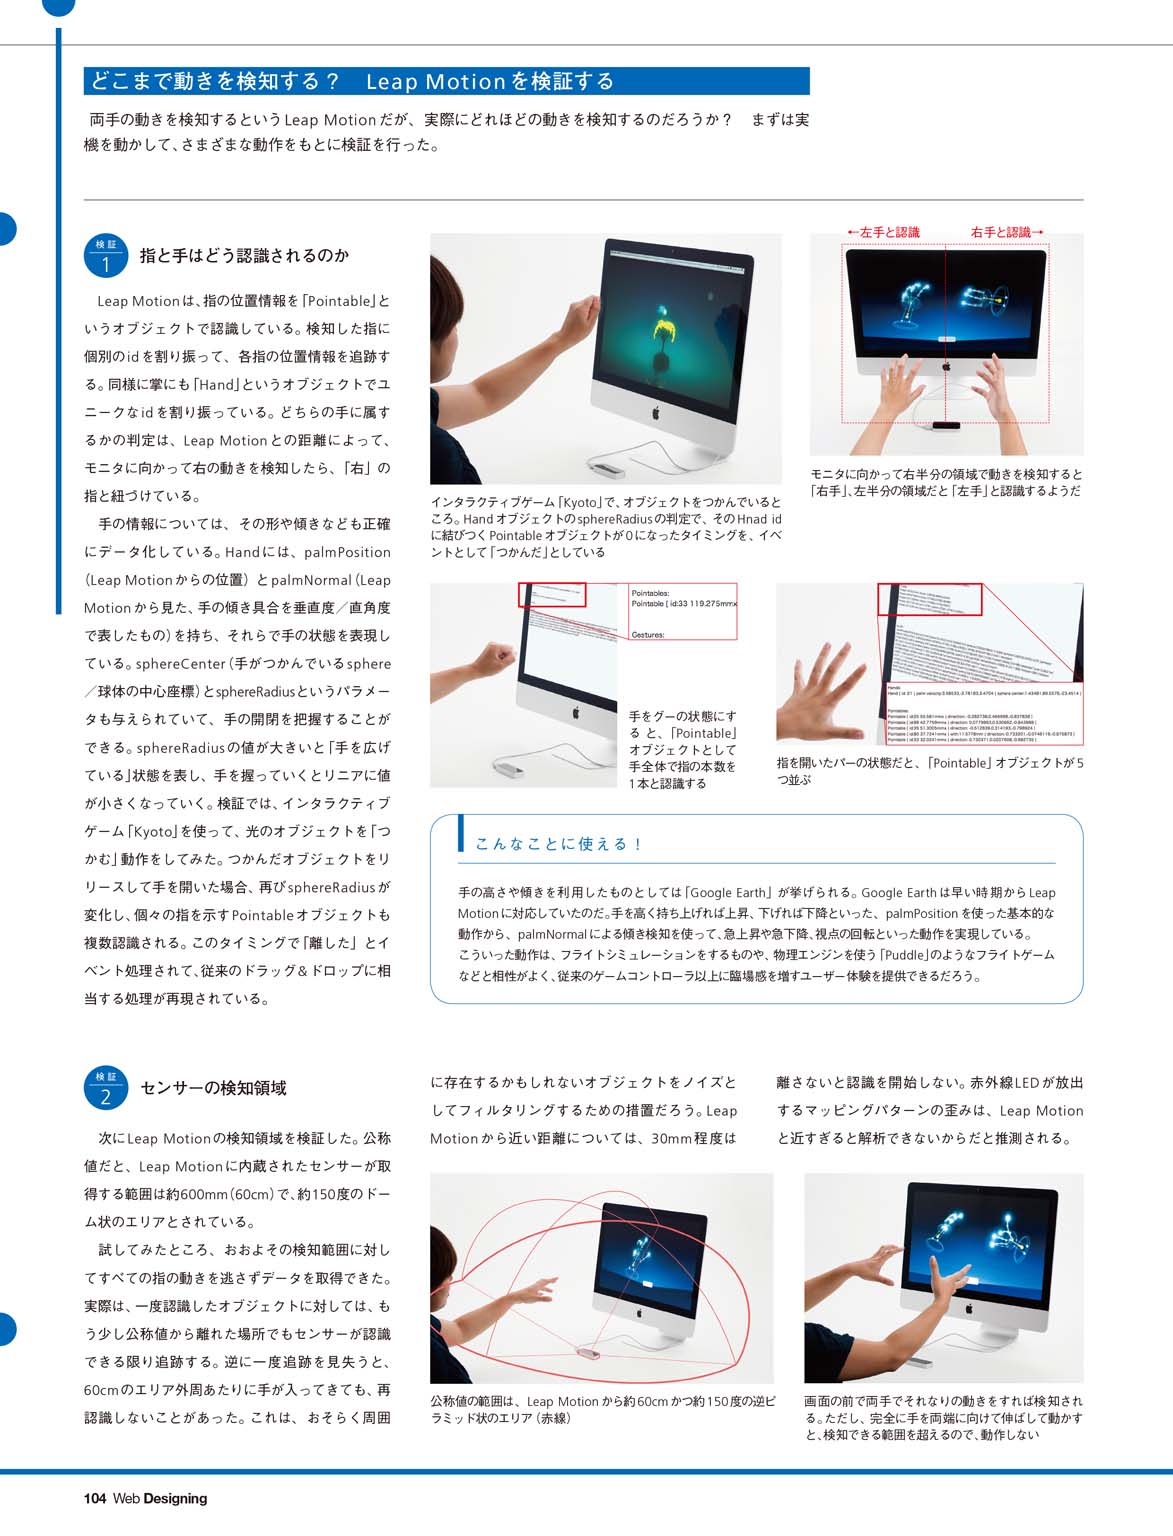 どこまで動きを検知する？　Leap Motionを検証する
両手の動きを検知するというLeap Motionだが、実際にどれほどの動きを検知するのだろうか？　まずは実
機を動かして、さまざまな動作をもとに検証を行った。
検証
1
指と手はどう認識されるのか
Leap Motionは、指の位置情報を「Pointable」と
いうオブジェクトで認識している。検知した指に
個別のidを割り振って、各指の位置情報を追跡す
る。同様に掌にも「Hand」というオブジェクトでユ
ニークなidを割り振っている。どちらの手に属す
るかの判定は、Leap Motionとの距離によって、
モニタに向かって右の動きを検知したら、「右」の
指と紐づけている。
手の情報については、その形や傾きなども正確
にデータ化している。Handには、palmPosition
（Leap Motionからの位置）とpalmNormal（Leap
Motionから見た、手の傾き具合を垂直度／直角度
で表したもの）を持ち、それらで手の状態を表現し
ている。sphereCenter（手がつかんでいるsphere
／球体の中心座標）とsphereRadiusというパラメー
タも与えられていて、手の開閉を把握することが
できる。sphereRadiusの値が大きいと「手を広げ
ている」状態を表し、手を握っていくとリニアに値
が小さくなっていく。検証では、インタラクティブ
ゲーム「Kyoto」を使って、光のオブジェクトを「つ
かむ」動作をしてみた。つかんだオブジェクトをリ
リースして手を開いた場合、再びsphereRadiusが
変化し、個々の指を示すPointableオブジェクトも
複数認識される。このタイミングで「離した」とイ
ベント処理されて、従来のドラッグ＆ドロップに相
当する処理が再現されている。
インタラクティブゲーム「Kyoto」で、オブジェクトをつかんでいると
ころ。Handオブジェクトのsphere​Radiusの判定で、そのHnad id
に結びつくPointableオブジェクトが0になったタイミングを、イベ
ントとして「つかんだ」としている
←左手と認識
右手と認識→
モニタに向かって右半分の領域で動きを検知すると
「右手」、左半分の領域だと「左手」と認識するようだ
Pointables:
Pointable [ id:33 119.275mmx
Gestures:
手をグーの状態にす
ると、「Pointable」
オブジェクトとして
手全体で指の本数を
1本と認識する
Hands:
Pointables:
指を開いたパーの状態だと、「Pointable」オブジェクトが5
つ並ぶ
こんなことに使える！
手の高さや傾きを利用したものとしては「Google Earth」が挙げられる。Google Earthは早い時期からLeap
Motionに対応していたのだ。手を高く持ち上げれば上昇、下げれば下降といった、palmPositionを使った基本的な
動作から、palmNormalによる傾き検知を使って、急上昇や急下降、視点の回転といった動作を実現している。
こういった動作は、フライトシミュレーションをするものや、物理エンジンを使う「Puddle」のようなフライトゲーム
などと相性がよく、従来のゲームコントローラ以上に臨場感を増すユーザー体験を提供できるだろう。
検証
2
センサーの検知領域
次にLeap Motionの検知領域を検証した。公称
値だと、Leap Motionに内蔵されたセンサーが取
得する範囲は約600mm（60cm）で、約150度のドー
ム状のエリアとされている。
試してみたところ、おおよその検知範囲に対し
てすべての指の動きを逃さずデータを取得できた。
実際は、一度認識したオブジェクトに対しては、も
う少し公称値から離れた場所でもセンサーが認識
できる限り追跡する。逆に一度追跡を見失うと、
60cmのエリア外周あたりに手が入ってきても、再
認識しないことがあった。これは、おそらく周囲
に存在するかもしれないオブジェクトをノイズと
してフィルタリングするための措置だろう。Leap
Motionから近い距離については、30mm程度は
離さないと認識を開始しない。赤外線LEDが放出
するマッピングパターンの歪みは、Leap Motion
と近すぎると解析できないからだと推測される。
公称値の範囲は、Leap Motionから約60cmかつ約150度の逆ピ
ラミッド状のエリア（赤線）
画面の前で両手でそれなりの動きをすれば検知され
る。ただし、完全に手を両端に向けて伸ばして動かす
と、検知できる範囲を超えるので、動作しない
104 Web Designing